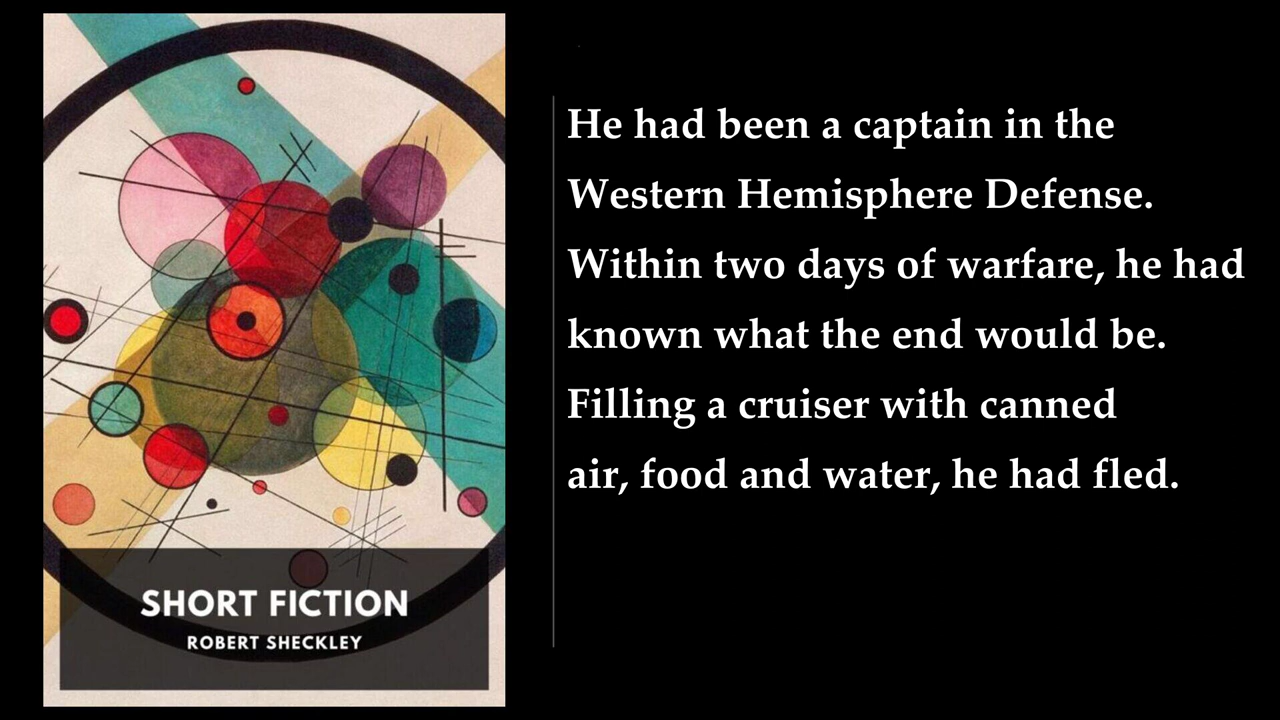 He had been a captain in the
Western Hemisphere Defense.
Within two days of warfare, he had
known what the end would be.
Filling a cruiser with canned
air, food and water, he had fled.
SHORT FICTION
ROBERT SHECKLEY